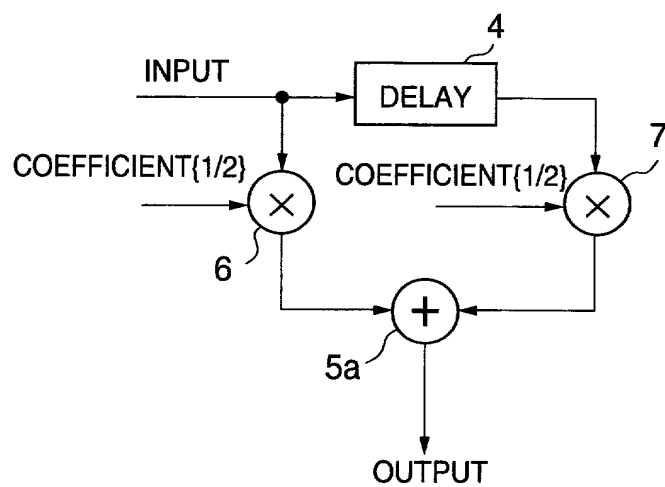 4
INPUT
DELAY
7
COEFFICIENT{1/2}
COEFFICIENT{1/2}
×
×
6
+
5a
OUTPUT